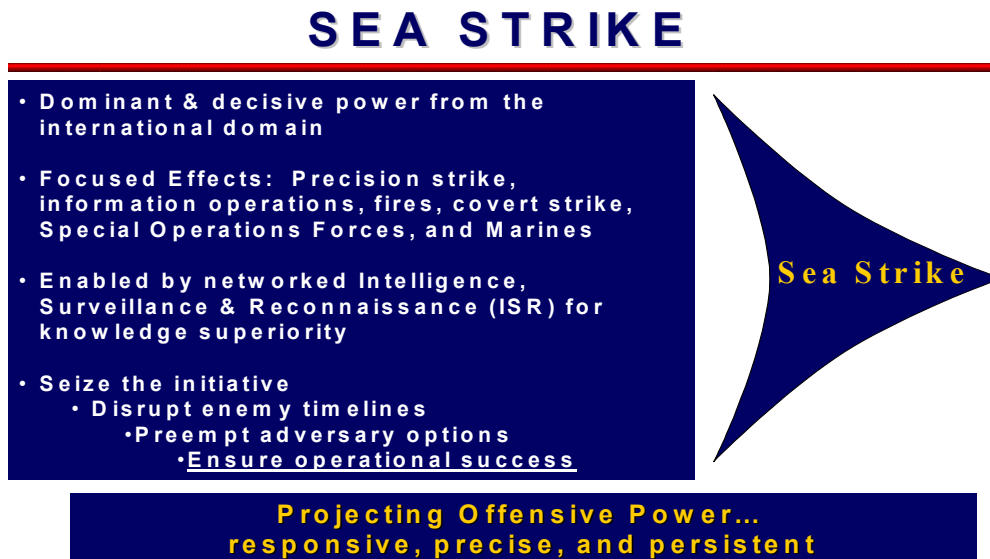 SEA STRIKE
• Dominant & decisive power from the
international domain
• Focused Effects: Precision strike,
information operations, fires, covert strike,
Special Operations Forces, and Marines
• Enabled by networked Intelligence,
Surveillance & Reconnaissance (ISR) for
knowledge superiority
• Seize the initiative
• Disrupt enemy timelines
•Preempt adversary options
•Ensure operational success
Sea Strike
Projecting Offensive Power...
responsive, precise, and persistent